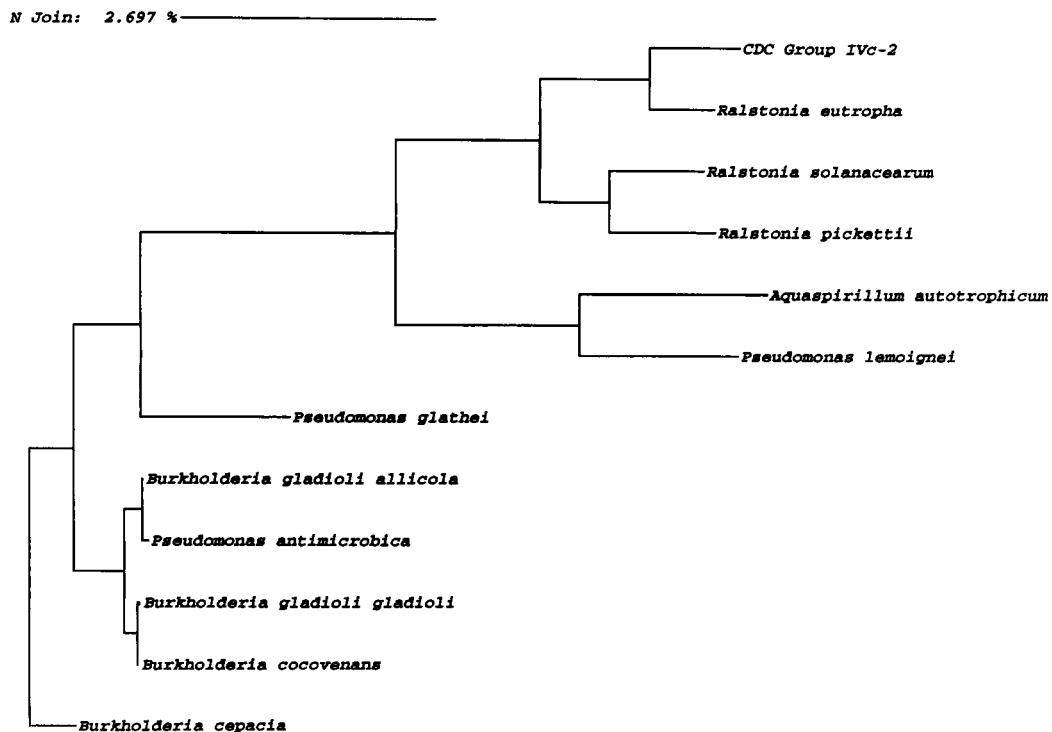 N Join: 2.697 %
CDC Group IVc-2
Ralstonia eutropha
Ralstonia solanacearum
Ralstonia pickettii
Aquaspirillum autotrophicum
Pseudomonas lemoignei
Pseudomonas glathei
Burkholderia gladioli allicola
Pseudomonas antimicrobica
Burkholderia gladioli gladioli
Burkholderia cocovenans
Burkholderia cepacia